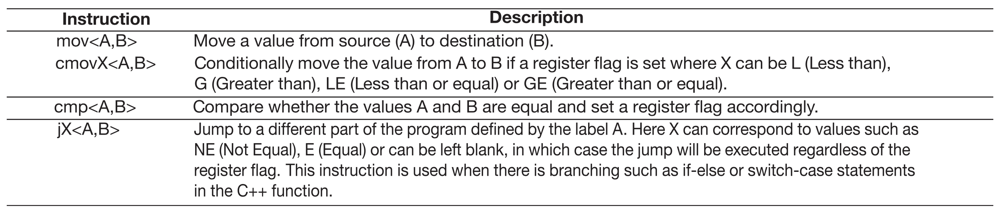 Instruction Description
mov<A,B> Move a value from source (A) to destination (B).
cmovX<A,B> Conditionally move the value from A to B if a register flag is set where X can be L (Less than),
G (Greater than), LE (Less than or equal) or GE (Greater than or equal).
cmp<A,B> Compare whether the values A and B are equal and set a register flag accordingly.
jX<A,B> Jump to a different part of the program defined by the label A. Here X can correspond to values such as
NE (Not Equal), E (Equal) or can be left blank, in which case the jump will be executed regardless of the
register flag. This instruction is used when there is branching such as if-else or switch-case statements
in the C++ function.